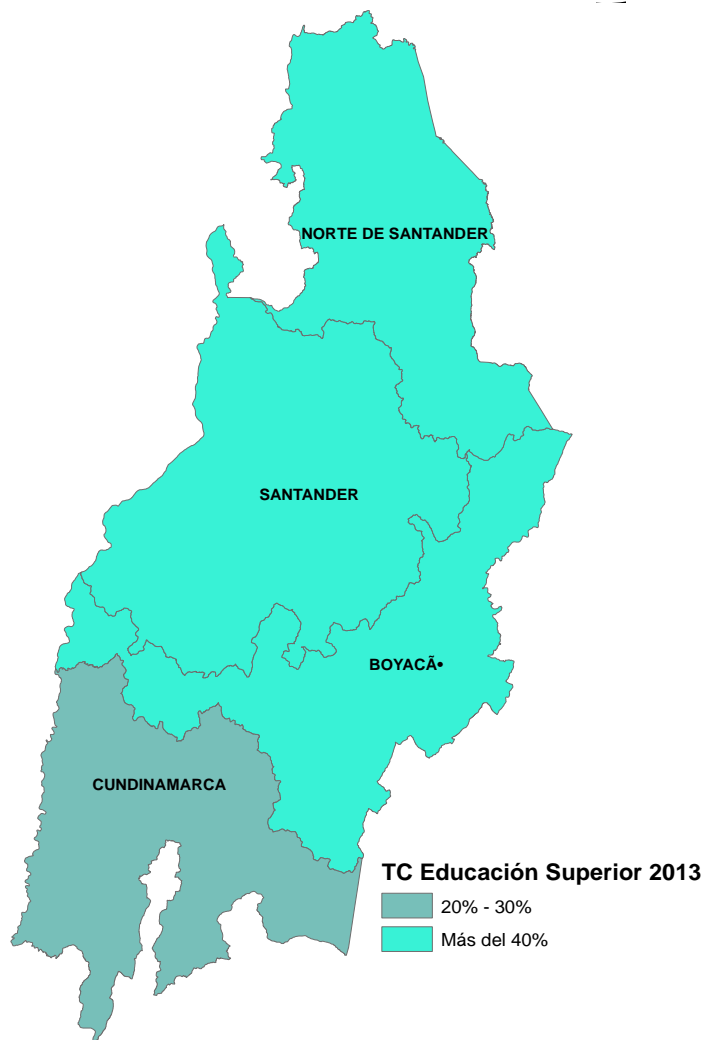 NORTE DE SANTANDER
SANTANDER
BOYACÃ•
CUNDINAMARCA
TC Educación Superior 2013
20% - 30%
Más del 40%